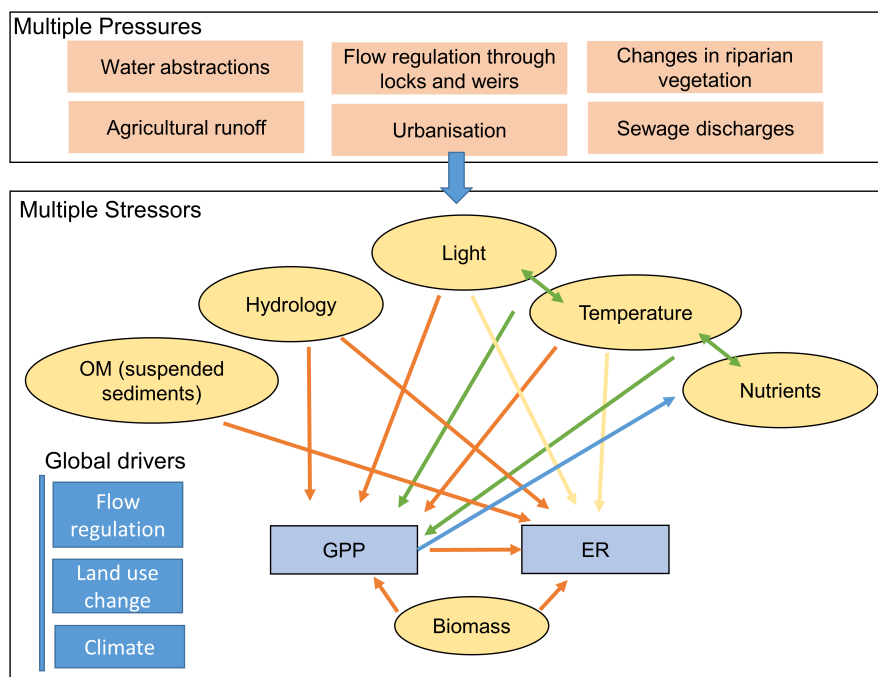 Multiple Pressures
Water abstractions
Flow regulation through
locks and weirs
Changes in riparian
vegetation
Agricultural runoff
Urbanisation
Sewage discharges
Multiple Stressors
Light
Hydrology
Temperature
OM (suspended
sediments)
Nutrients
Global drivers
Flow
regulation
Land use
change
Climate
GPP
ER
Biomass